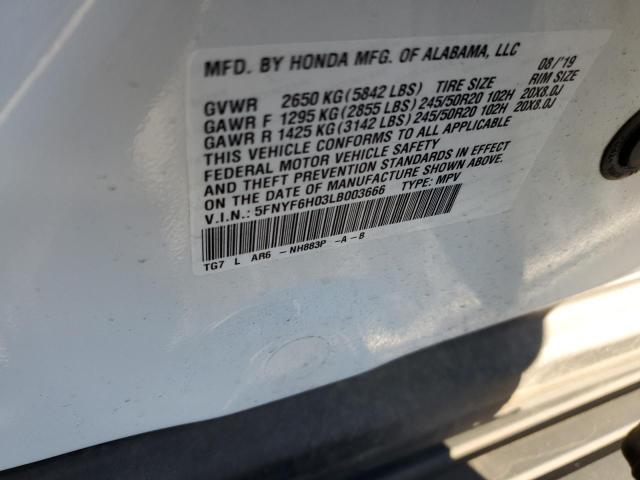 MFD. BY HONDA MFG. OF ALABAMA, LLC 08/'19
GVWR 2650 KG(5842 LBS) TIRE SIZE RIM SIZE
GAWR F 1295 KG(2855 LBS)245/50R20 102H 20X8.0J
GAWR R 1425 KG(3142 LBS)245/50R20 102H 20X8.0J
THIS VEHICLE CONFORMS TO ALL APPLICABLE
FEDERAL MOTOR VEHICLE SAFETY
AND THEFT PREVENTION STANDARDS IN EFFECT
ON THE DATE OF MANUFACTURE SHOWN ABOVE.
V.I.N.: 5FNYF6H03LB003666 TYPE: MPV
TG7 L AR6 -NH883P -A-B